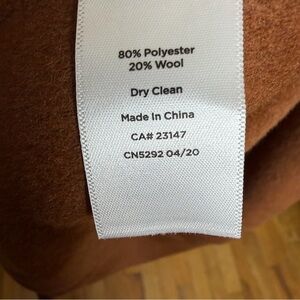 80% Polyester
20% Wool
Dry Clean
Made In China
CA# 23147
CN5292 04/20